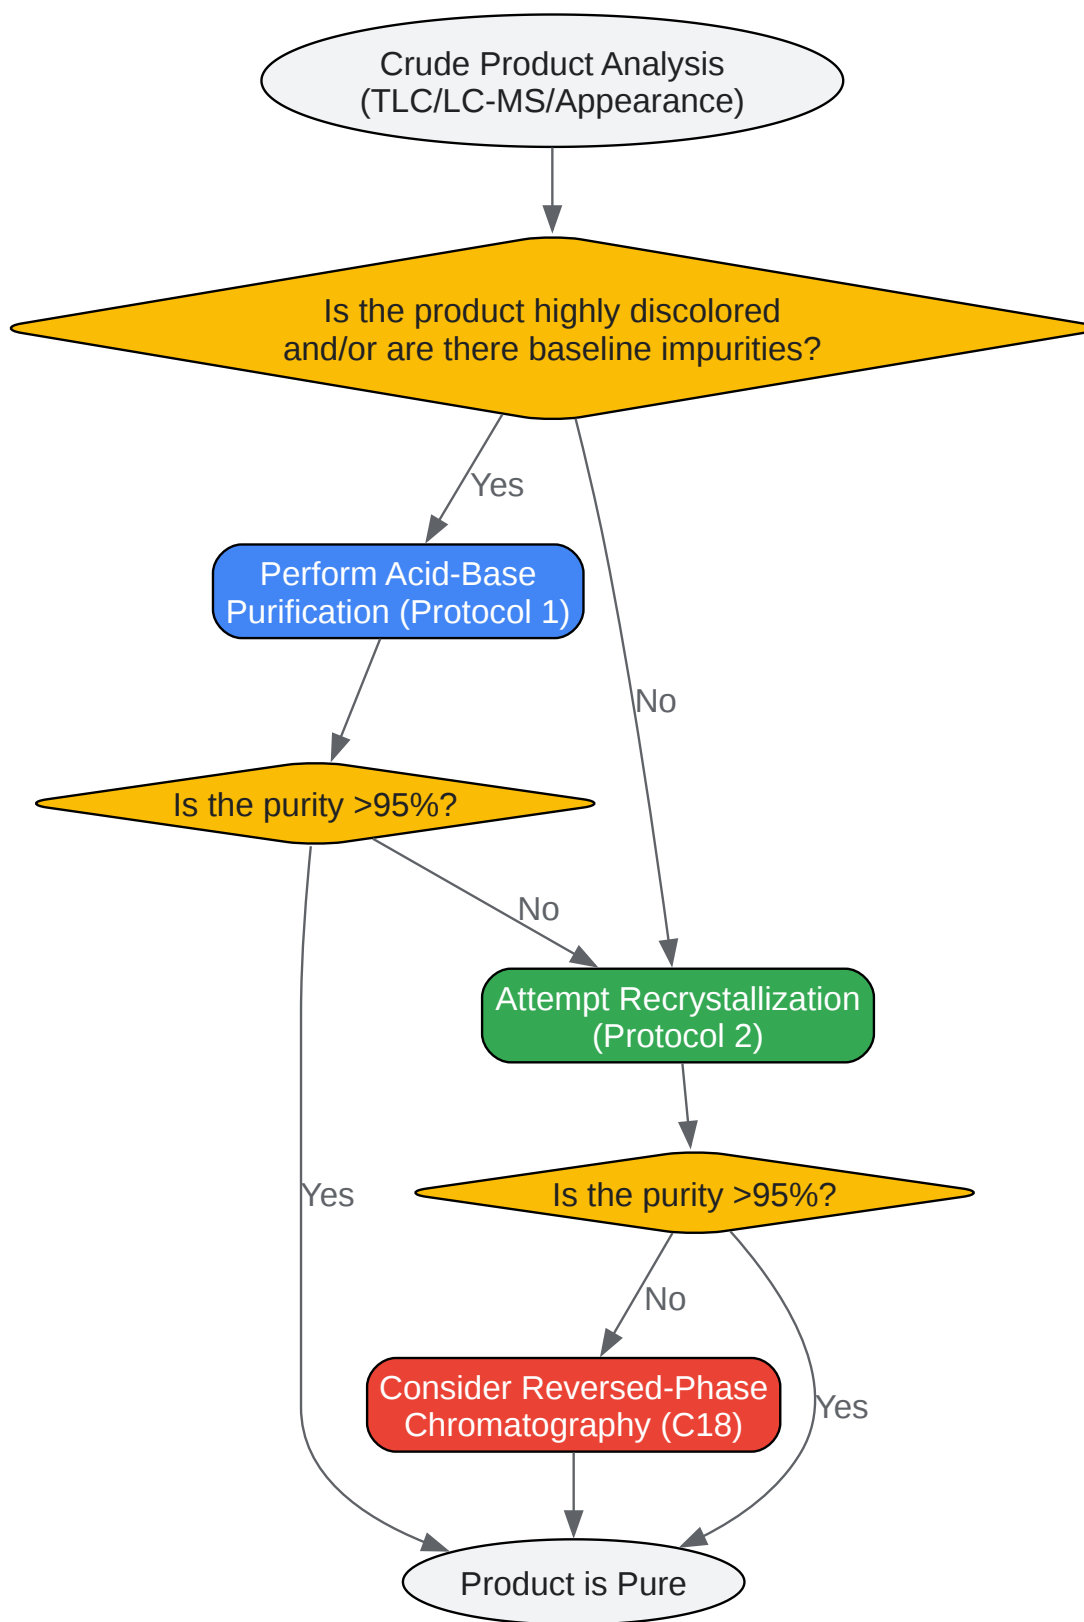 Crude Product Analysis
(TLC/LC-MS/Appearance)
Is the product highly discolored
and/or are there baseline impurities?
Yes
Perform Acid-Base
Purification (Protocol 1)
No
Is the purity >95%?
No
Attempt Recrystallization
(Protocol 2)
Yes
Is the purity >95%?
No
Consider Reversed-Phase
Chromatography (C18)
Yes
Product is Pure